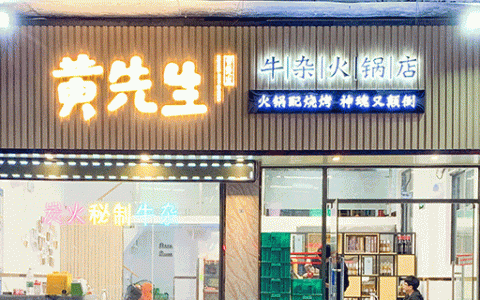 黄先生
牛杂火锅店
火锅配烧烤 神魂又颠倒
炭火秘制牛杂